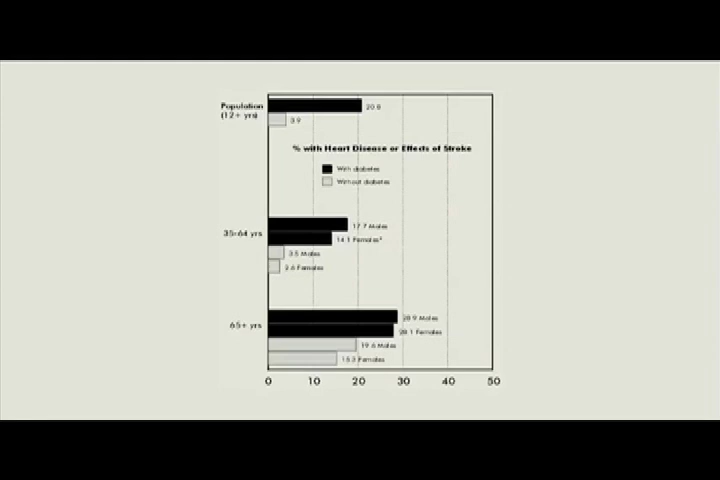 Population
(12+ yrs)
20.8
3.9
% with Heart Disease or Effects of Stroke
With diabetes
Without diabetes
35-64 yrs
17.7 Males
14.1 Females*
3.5 Males
2.6 Females
65+ yrs
28.9 Males
28.1 Females
19.6 Males
15.3 Females
0 10 20 30 40 50